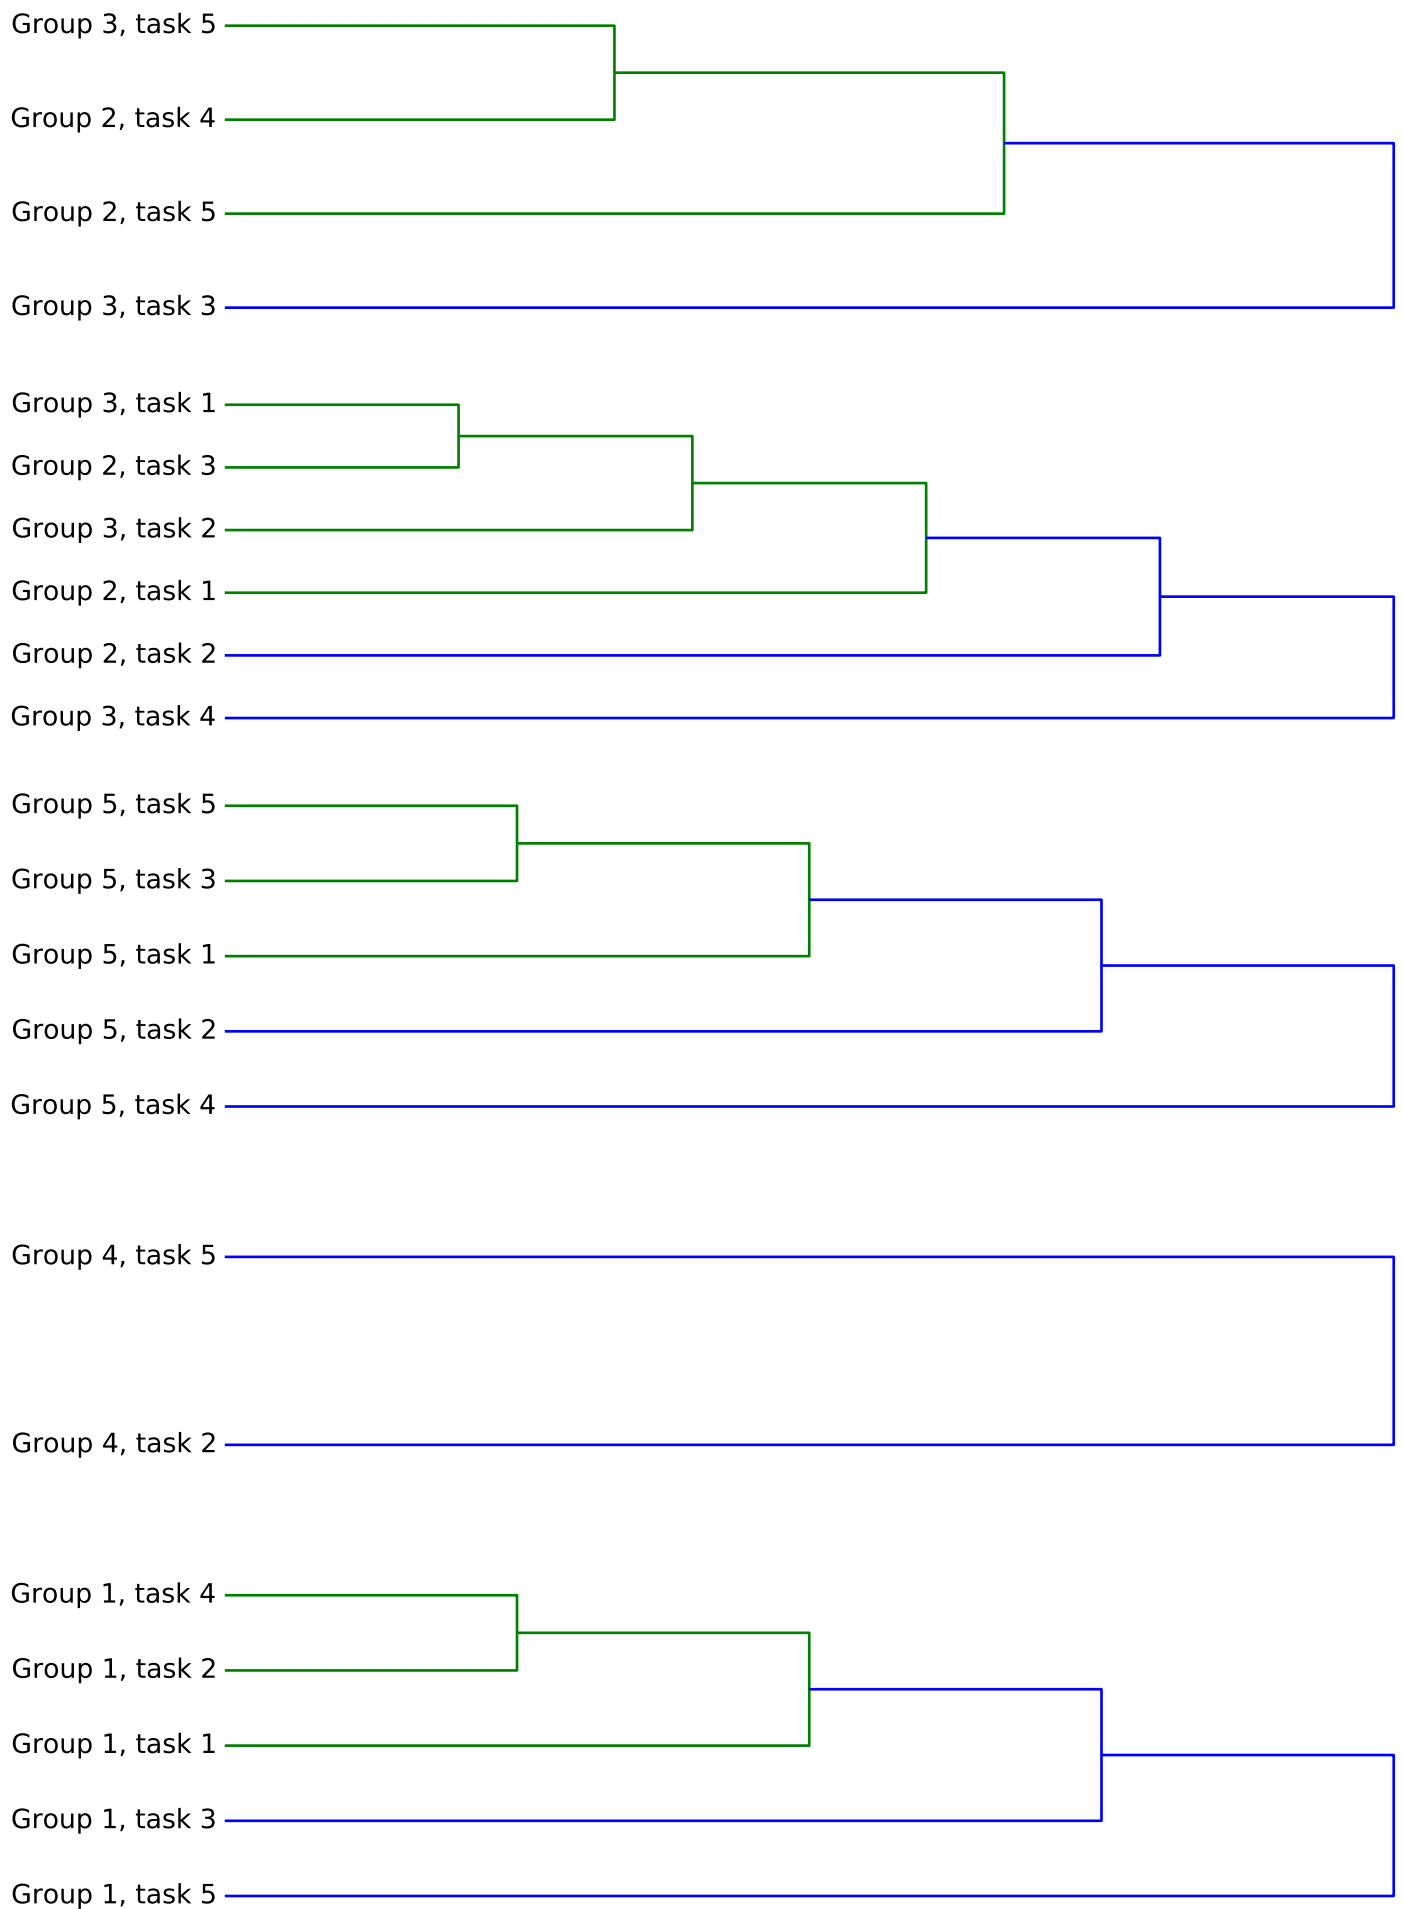 Group 3, task 5
Group 2, task 4
Group 2, task 5
Group 3, task 3
Group 3, task 1
Group 2, task 3
Group 3, task 2
Group 2, task 1
Group 2, task 2
Group 3, task 4
Group 5, task 5
Group 5, task 3
Group 5, task 1
Group 5, task 2
Group 5, task 4
Group 4, task 5
Group 4, task 2
Group 1, task 4
Group 1, task 2
Group 1, task 1
Group 1, task 3
Group 1, task 5